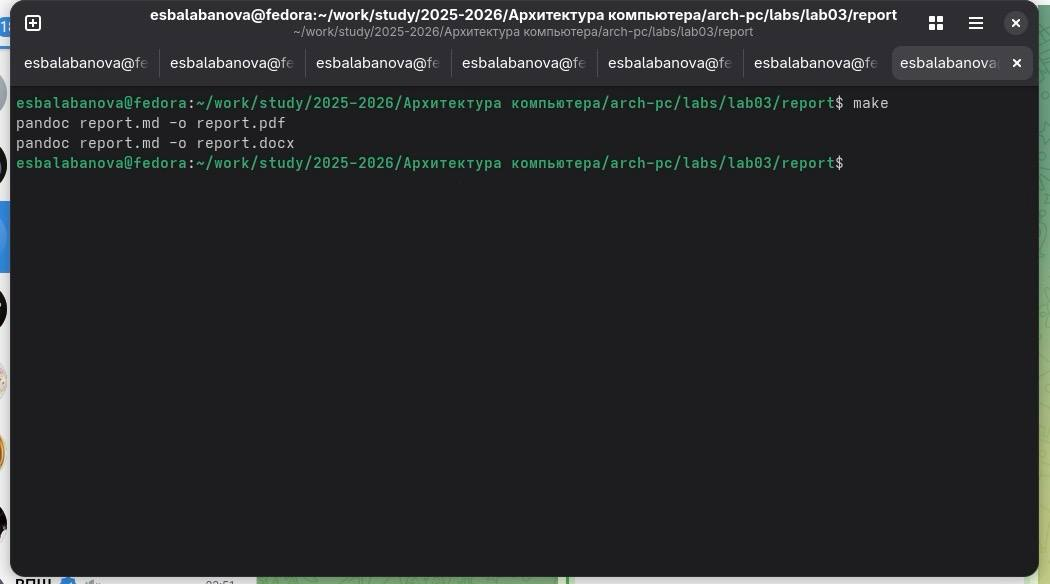 esbalabanova@fedora:~/work/study/2025-2026/Архитектура компьютера/arch-pc/labs/lab03/report
~/work/study/2025-2026/Архитектура компьютера/arch-pc/labs/lab03/report
esbalabanova@fe esbalabanova@fe esbalabanova@fe esbalabanova@fe esbalabanova@fe esbalabanova@fe esbalabanova
esbalabanova@fedora:~/work/study/2025-2026/Архитектура компьютера/arch-pc/labs/lab03/report$ make
pandoc report.md -o report.pdf
pandoc report.md -o report.docx
esbalabanova@fedora:~/work/study/2025-2026/Архитектура компьютера/arch-pc/labs/lab03/report$